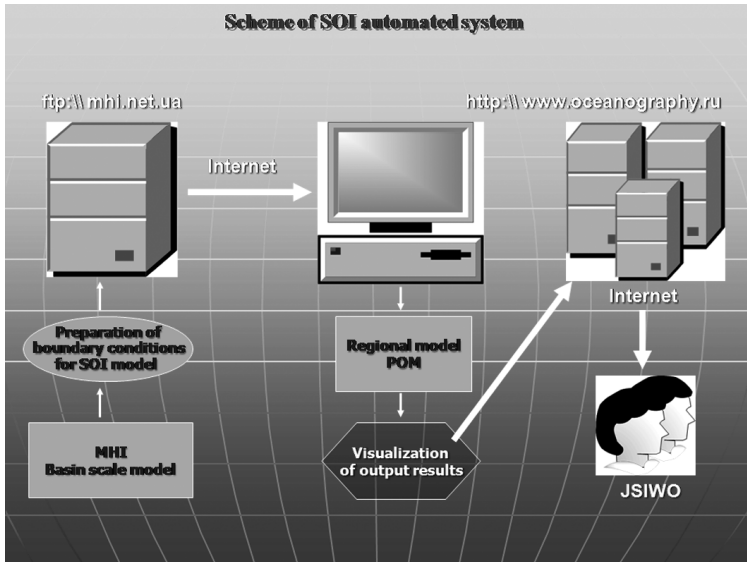 Scheme of SOI automated system
ftp:\\ mhi.net.ua
http:\\ www.oceanography.ru
Internet
Internet
Preparation of
boundary conditions
for SOI model
Regional model
POM
MHI
Basin scale model
Visualization
of output results
JSIWO